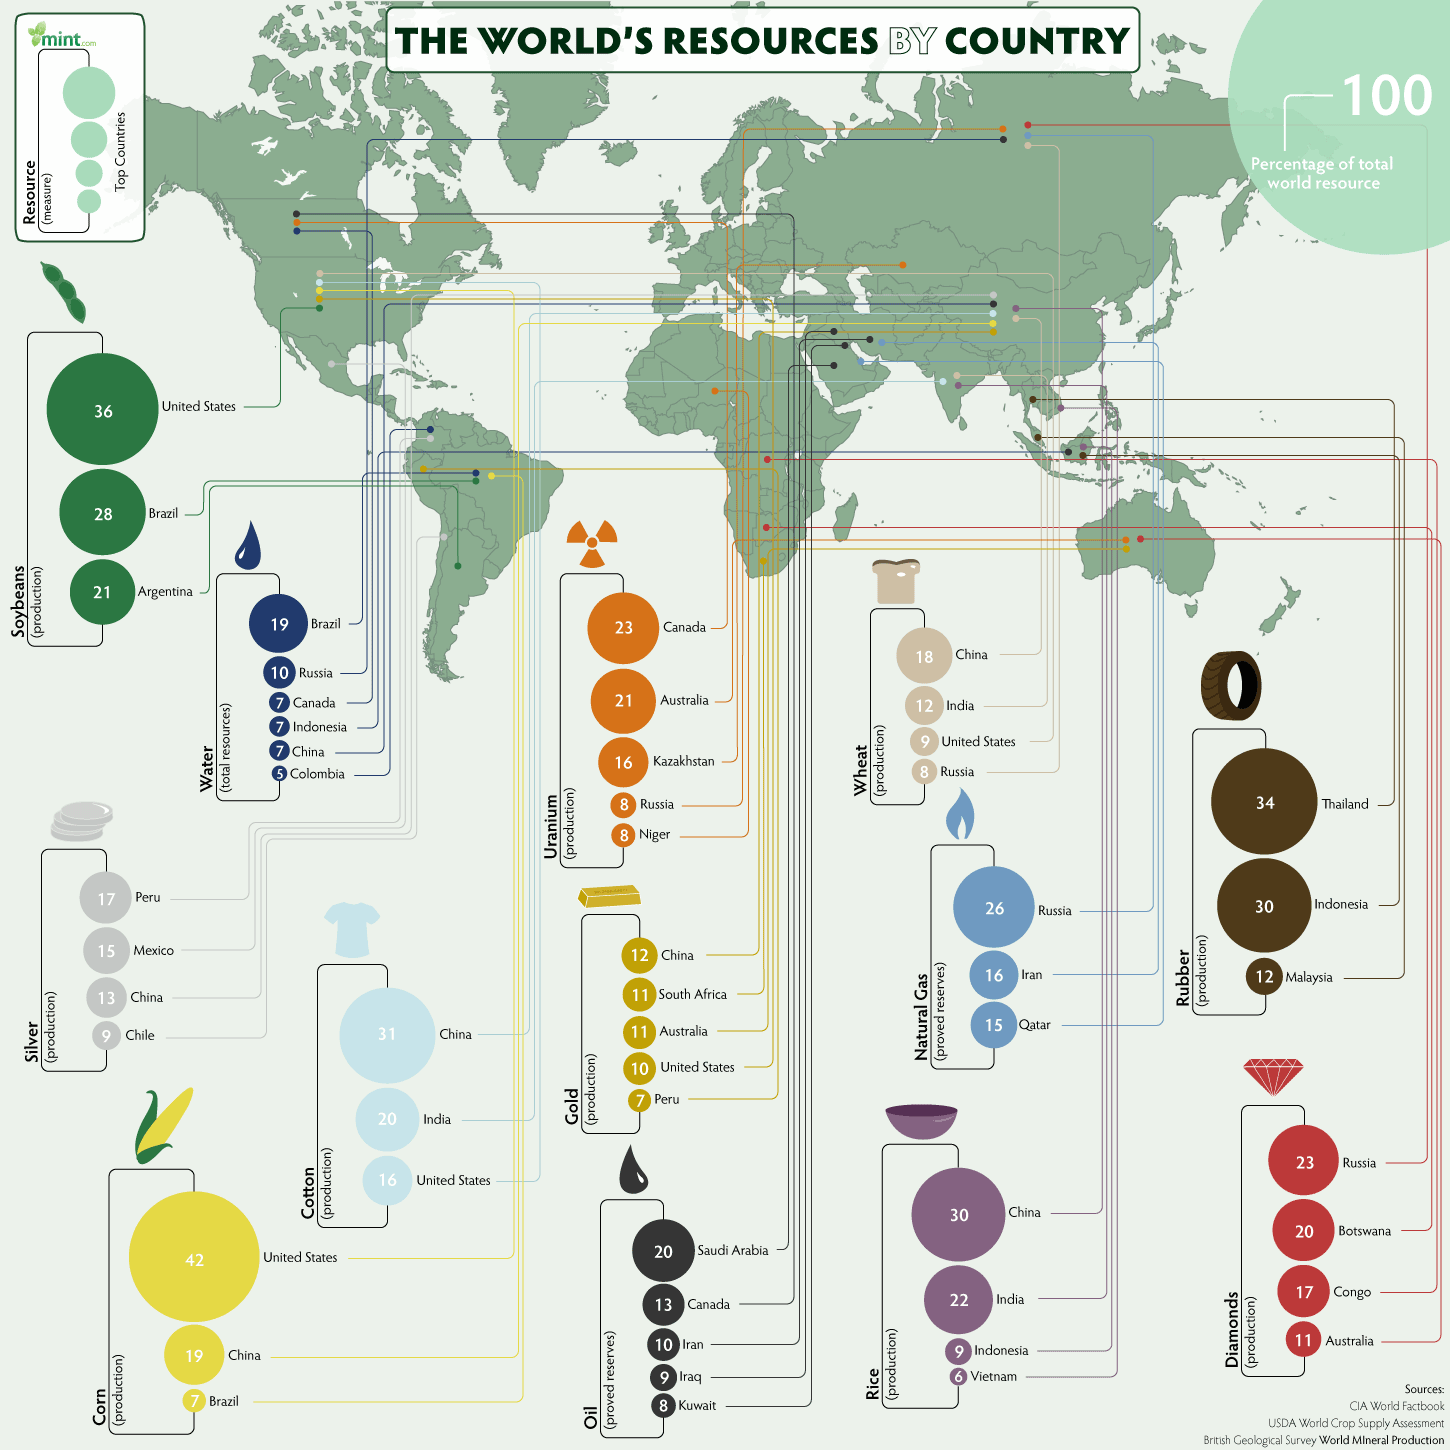 THE WORLD'S RESOURCES BY COUNTRY
mint.com
Resource
(measure)
Top Countries
100
Percentage of total
world resource
Soybeans
(production)
36 United States
28 Brazil
21 Argentina
Water
(total resources)
19 Brazil
10 Russia
7 Canada
7 Indonesia
7 China
5 Colombia
Silver
(production)
17 Peru
15 Mexico
13 China
9 Chile
Cotton
(production)
31 China
20 India
16 United States
Corn
(production)
42 United States
19 China
7 Brazil
Uranium
(production)
23 Canada
21 Australia
16 Kazakhstan
8 Russia
8 Niger
Gold
(production)
12 China
11 South Africa
11 Australia
10 United States
7 Peru
Oil
(proved reserves)
20 Saudi Arabia
13 Canada
10 Iran
9 Iraq
8 Kuwait
Wheat
(production)
18 China
12 India
9 United States
8 Russia
Natural Gas
(proved reserves)
26 Russia
16 Iran
15 Qatar
Rice
(production)
30 China
22 India
9 Indonesia
6 Vietnam
Rubber
(production)
34 Thailand
30 Indonesia
12 Malaysia
Diamonds
(production)
23 Russia
20 Botswana
17 Congo
11 Australia
Sources:
CIA World Factbook
USDA World Crop Supply Assessment
British Geological Survey World MIneral Production